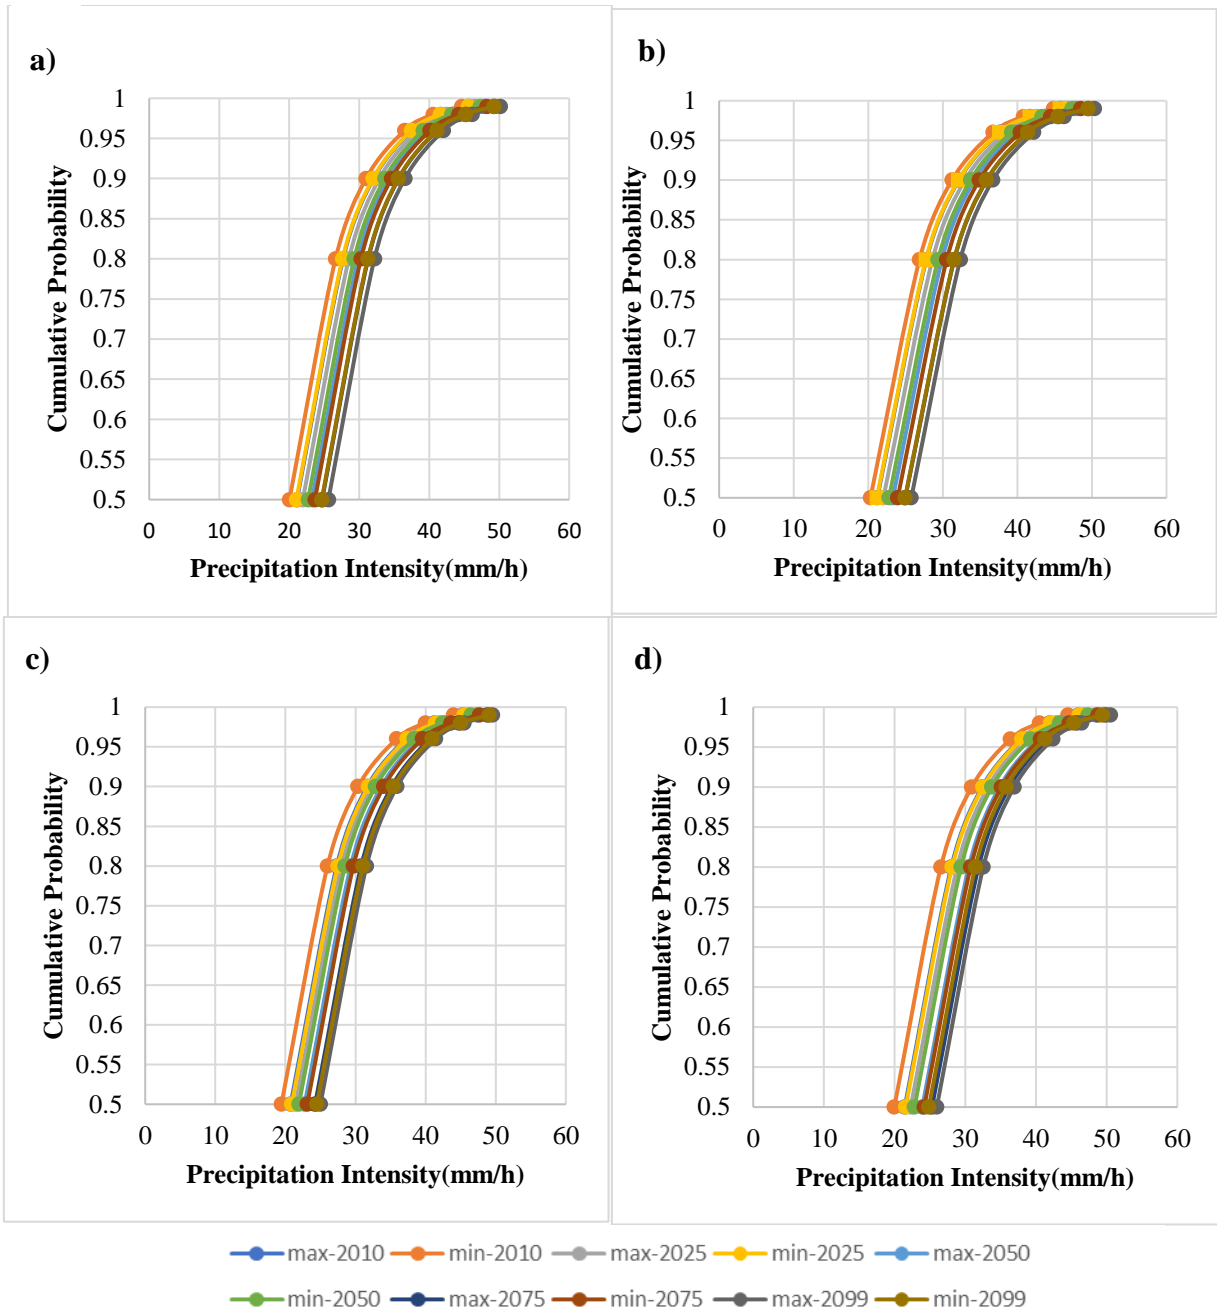 a)
1
0.95
0.9
0.85
0.8
0.75
0.7
0.65
0.6
0.55
0.5
0 10 20 30 40 50 60
Cumulative Probability
Precipitation Intensity(mm/h)
b)
1
0.95
0.9
0.85
0.8
0.75
0.7
0.65
0.6
0.55
0.5
0 10 20 30 40 50 60
Cumulative Probability
Precipitation Intensity(mm/h)
c)
1
0.95
0.9
0.85
0.8
0.75
0.7
0.65
0.6
0.55
0.5
0 10 20 30 40 50 60
Cumulative Probability
Precipitation Intensity(mm/h)
d)
1
0.95
0.9
0.85
0.8
0.75
0.7
0.65
0.6
0.55
0.5
0 10 20 30 40 50 60
Cumulative Probability
Precipitation Intensity(mm/h)
max-2010 min-2010 max-2025 min-2025 max-2050
min-2050 max-2075 min-2075 max-2099 min-2099